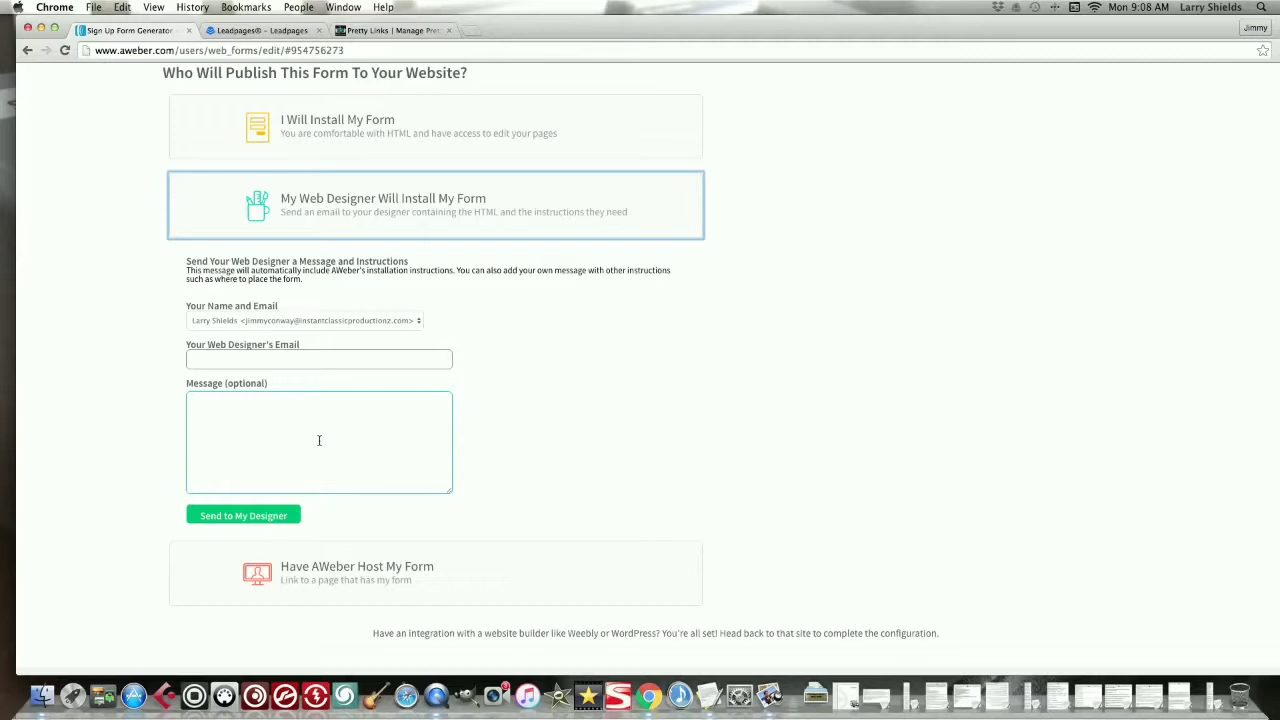 Chrome File Edit View History Bookmarks People Window Help
Mon 9:08 AM Larry Shields
Sign Up Form Generator
Leadpages® – Leadpages
Pretty Links | Manage Pret
Jimmy
www.aweber.com/users/web_forms/edit/#954756273
Who Will Publish This Form To Your Website?
I Will Install My Form
You are comfortable with HTML and have access to edit your pages
My Web Designer Will Install My Form
Send an email to your designer containing the HTML and the instructions they need
Send Your Web Designer a Message and Instructions
This message will automatically include AWeber's installation instructions. You can also add your own message with other instructions
such as where to place the form.
Your Name and Email
Larry Shields <jimmyconway@instantclassicproductionz.com>
Your Web Designer's Email
Message (optional)
Send to My Designer
Have AWeber Host My Form
Link to a page that has my form
Have an integration with a website builder like Weebly or WordPress? You're all set! Head back to that site to complete the configuration.